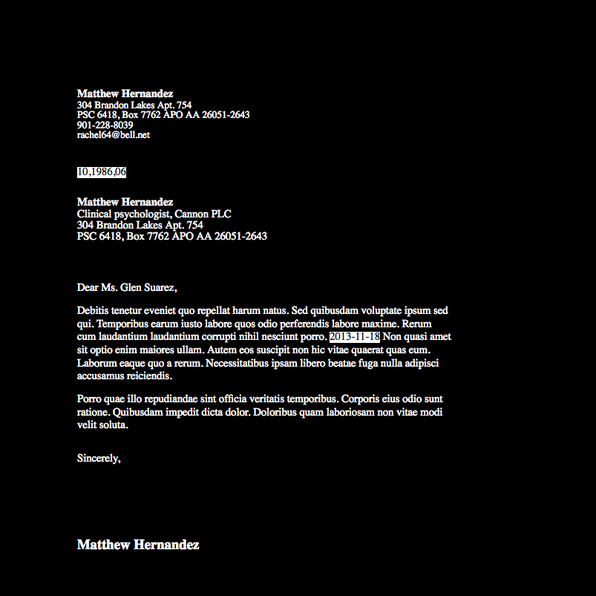 Matthew Hernandez
304 Brandon Lakes Apt. 754
PSC 6418, Box 7762 APO AA 26051-2643
901-228-8039
rachel64@bell.net
10,1986,06
Matthew Hernandez
Clinical psychologist, Cannon PLC
304 Brandon Lakes Apt. 754
PSC 6418, Box 7762 APO AA 26051-2643
Dear Ms. Glen Suarez,
Debitis tenetur eveniet quo repellat harum natus. Sed quibusdam voluptate ipsum sed
qui. Temporibus earum iusto labore quos odio perferendis labore maxime. Rerum
cum laudantium laudantium corrupti nihil nesciunt porro. 2013-11-18 Non quasi amet
sit optio enim maiores ullam. Autem eos suscipit non hic vitae quaerat quas eum.
Laborum eaque quo a rerum. Necessitatibus ipsam libero beatae fuga nulla adipisci
accusamus reiciendis.
Porro quae illo repudiandae sint officia veritatis temporibus. Corporis eius odio sunt
ratione. Quibusdam impedit dicta dolor. Doloribus quam laboriosam non vitae modi
velit soluta.
Sincerely,
Matthew Hernandez